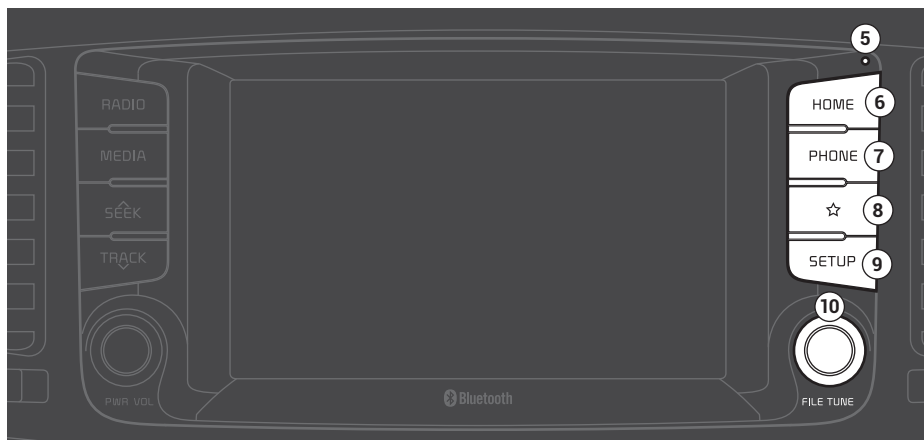 5
RADIO
HOME 6
MEDIA
PHONE 7
SEEK
☆ 8
TRACK
SETUP 9
10
PWR VOL
Bluetooth
FILE TUNE